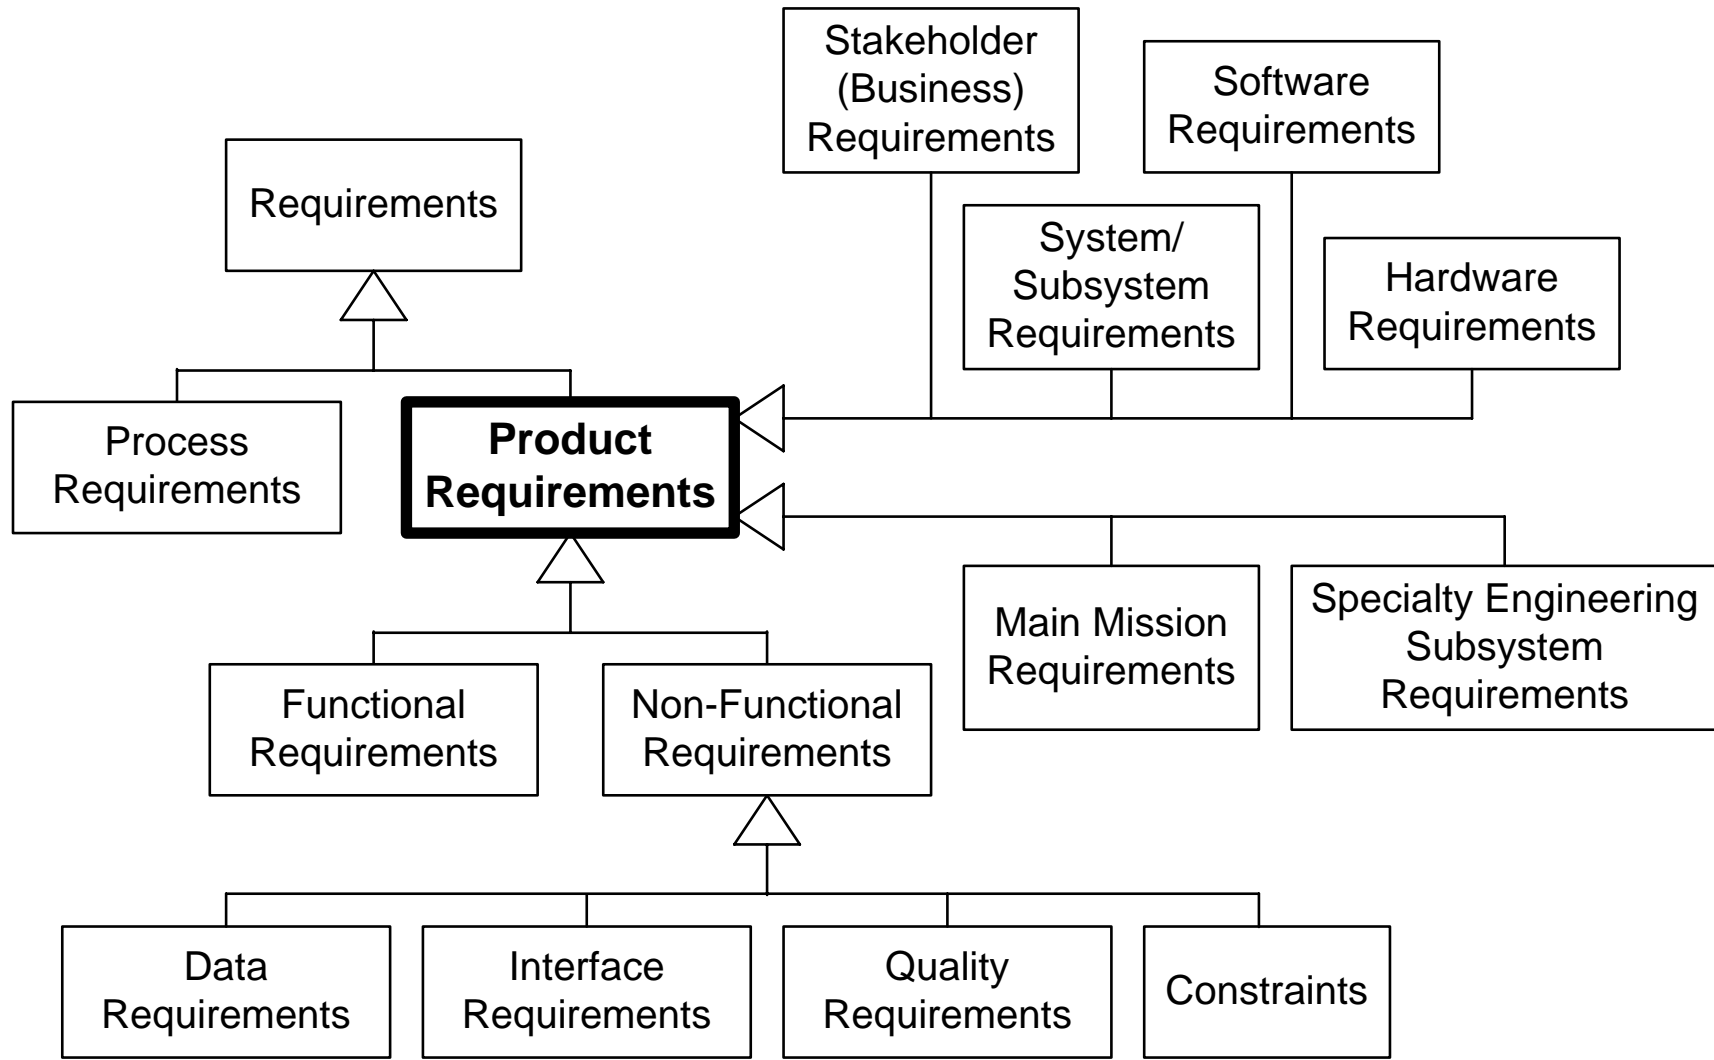 Stakeholder
(Business)
Requirements
Software
Requirements
Requirements
System/
Subsystem
Requirements
Hardware
Requirements
Process
Requirements
Product
Requirements
Main Mission
Requirements
Specialty Engineering
Subsystem
Requirements
Functional
Requirements
Non-Functional
Requirements
Data
Requirements
Interface
Requirements
Quality
Requirements
Constraints